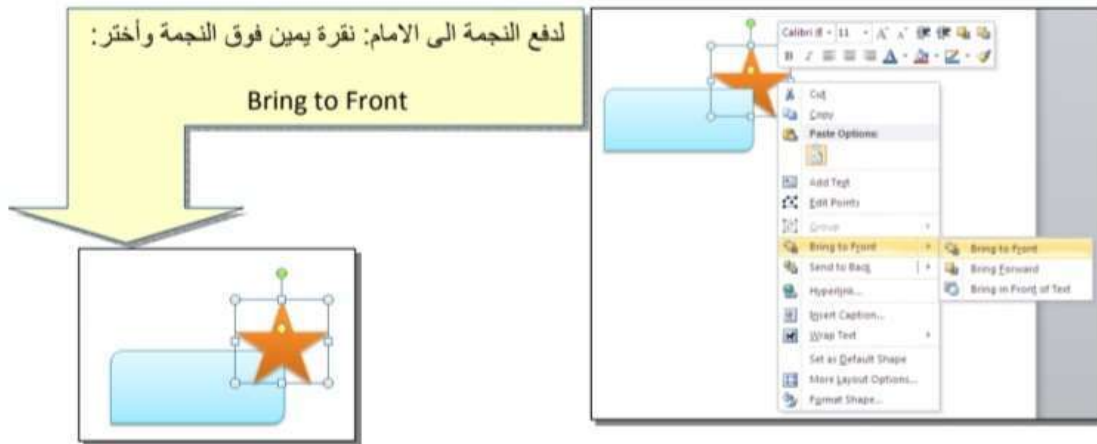 لدفع النجمة الى الامام: نقرة يمين فوق النجمة وأختر:
Bring to Front
Calibri (I 11 A A
B I A
Cut
Copy
Paste Options:
Add Text
Edit Points
Group
Bring to Front
Send to Back
Hyperlink...
Insert Caption...
Wrap Text
Set as Default Shape
More Layout Options...
Format Shape...
Bring to Front
Bring Forward
Bring in Front of Text